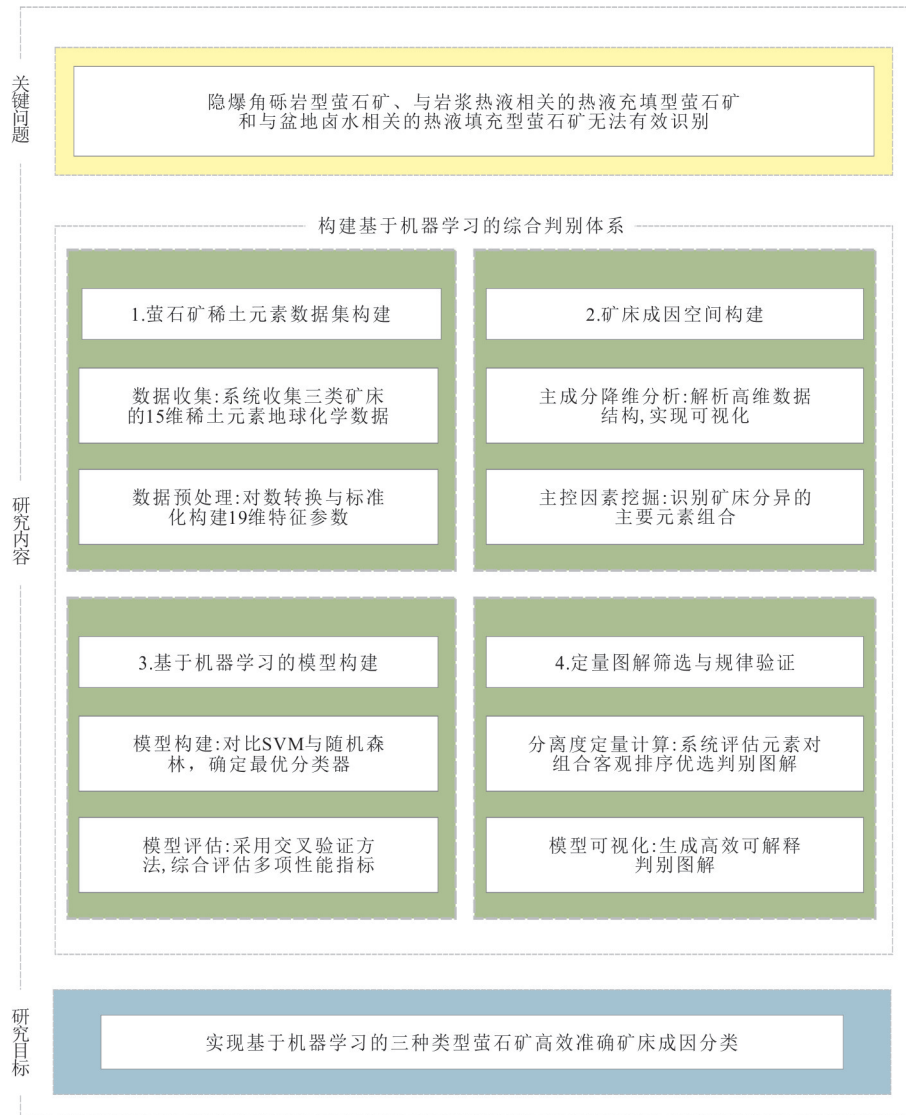 关键问题
隐爆角砾岩型萤石矿、与岩浆热液相关的热液充填型萤石矿
和与盆地卤水相关的热液填充型萤石矿无法有效识别
研究内容
构建基于机器学习的综合判别体系
1.萤石矿稀土元素数据集构建
数据收集:系统收集三类矿床
的15维稀土元素地球化学数据
数据预处理:对数转换与标准
化构建19维特征参数
2.矿床成因空间构建
主成分降维分析:解析高维数据
结构,实现可视化
主控因素挖掘:识别矿床分异的
主要元素组合
3.基于机器学习的模型构建
模型构建:对比SVM与随机森
林，确定最优分类器
模型评估:采用交叉验证方
法,综合评估多项性能指标
4.定量图解筛选与规律验证
分离度定量计算:系统评估元素对
组合客观排序优选判别图解
模型可视化:生成高效可解释
判别图解
研究目标
实现基于机器学习的三种类型萤石矿高效准确矿床成因分类